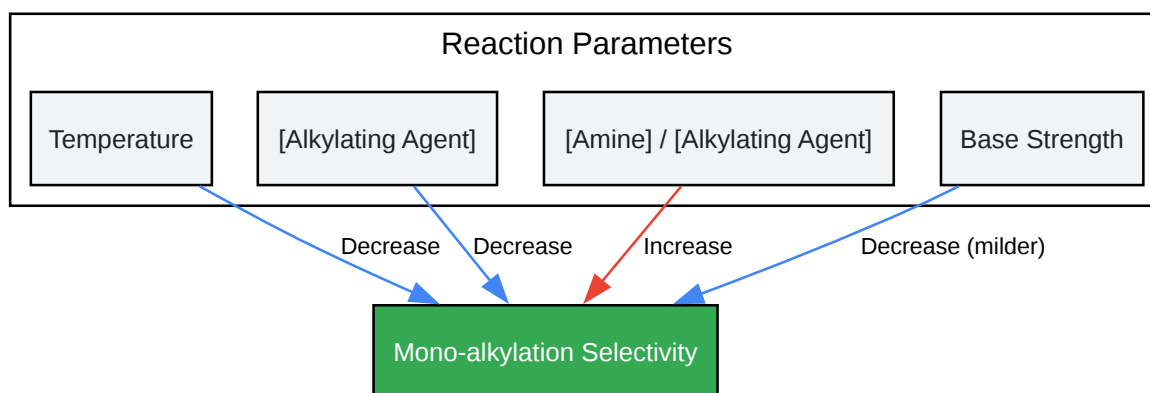 Reaction Parameters
Temperature
[Alkylating Agent]
[Amine] / [Alkylating Agent]
Base Strength
Decrease
Decrease
Increase
Decrease (milder)
Mono-alkylation Selectivity